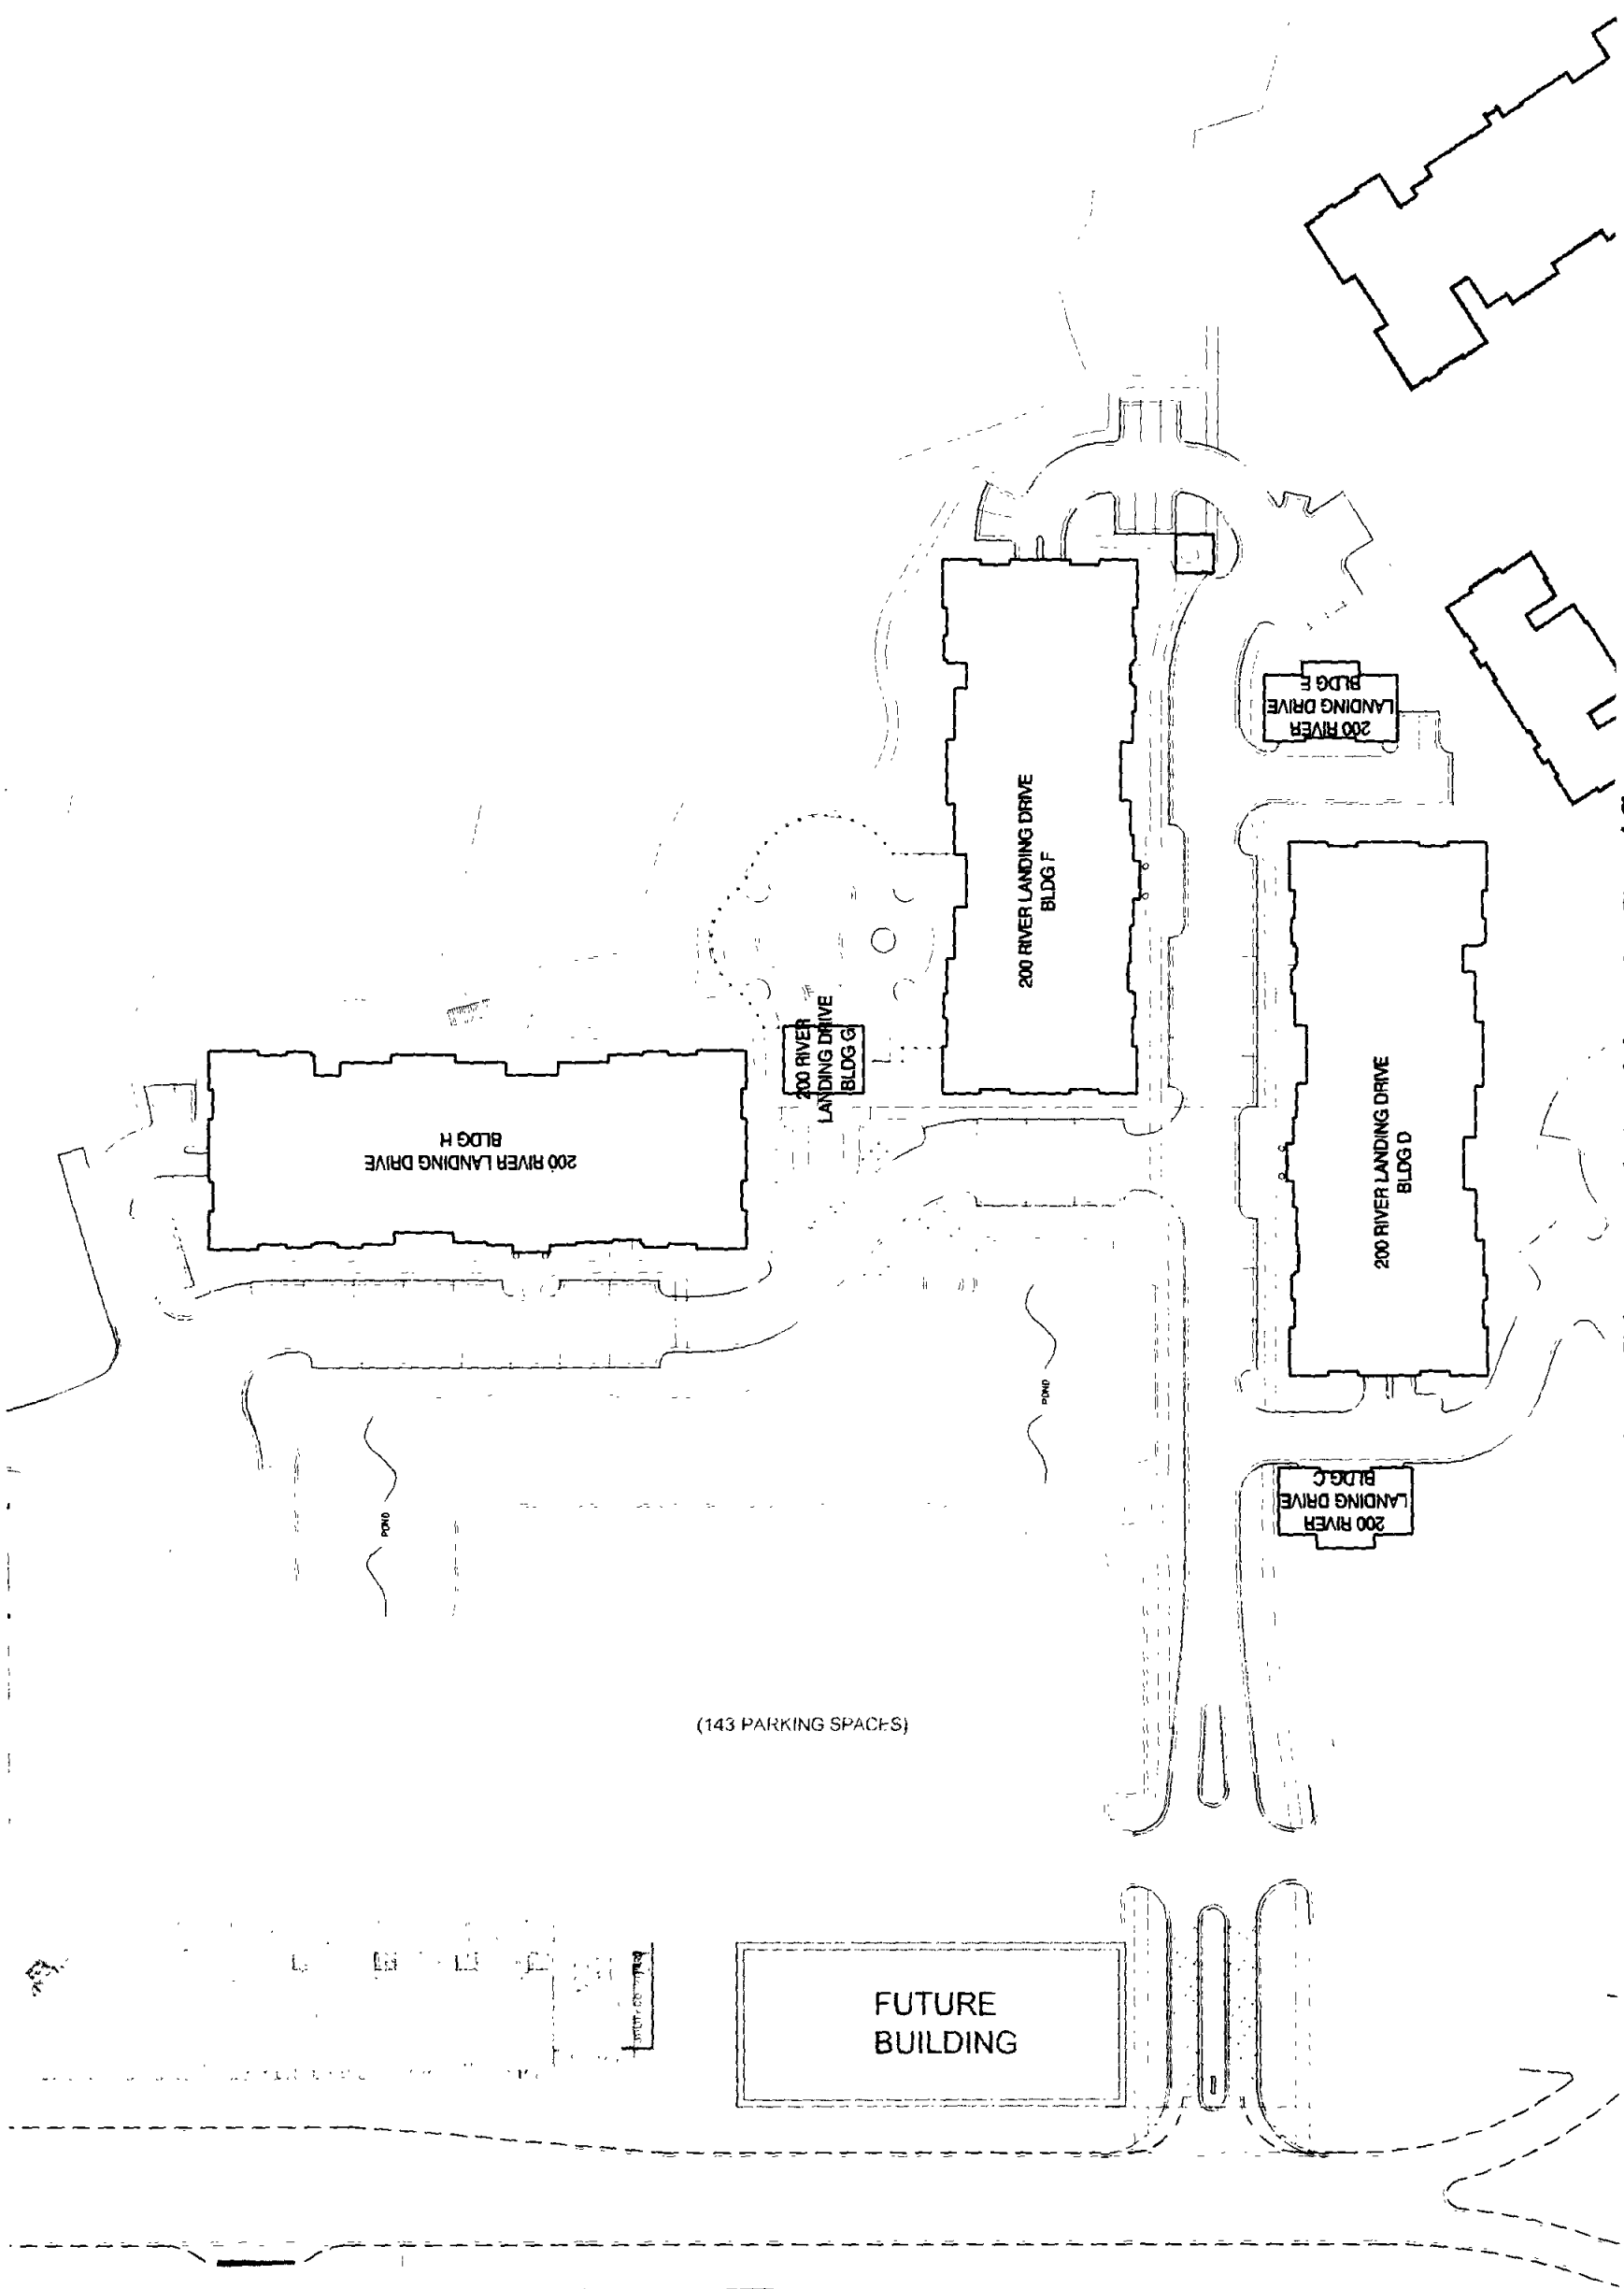 200 RIVER
LANDING DRIVE
BLDG E
200 RIVER LANDING DRIVE
BLDG F
200 RIVER
LANDING DRIVE
BLDG G
200 RIVER LANDING DRIVE
BLDG H
200 RIVER LANDING DRIVE
BLDG D
POND
POND
200 RIVER
LANDING DRIVE
BLDG C
(143 PARKING SPACES)
FUTURE
BUILDING